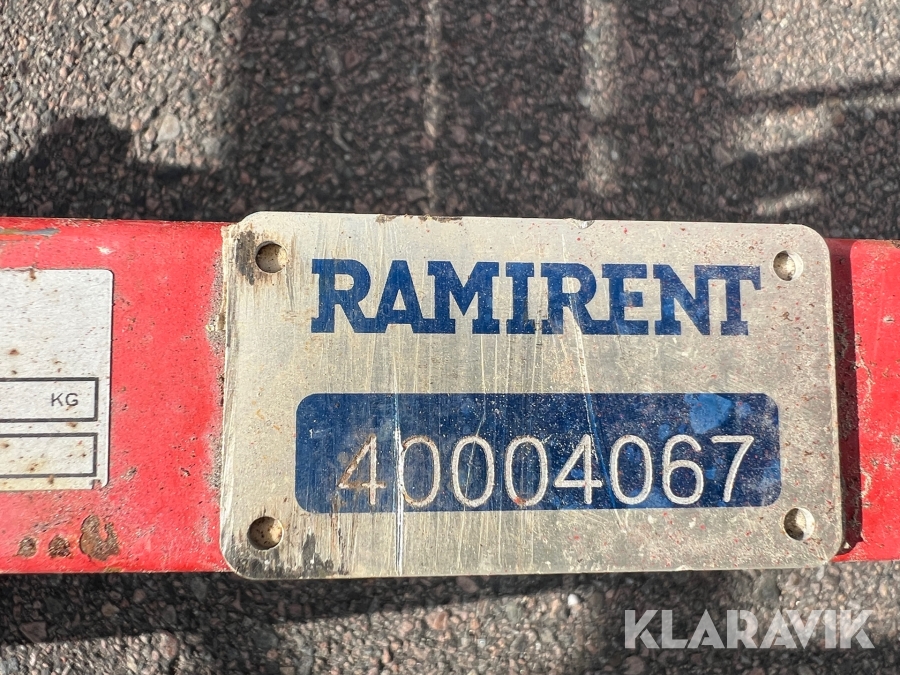 RAMIRENT
KG
40004067
KLARAVIK